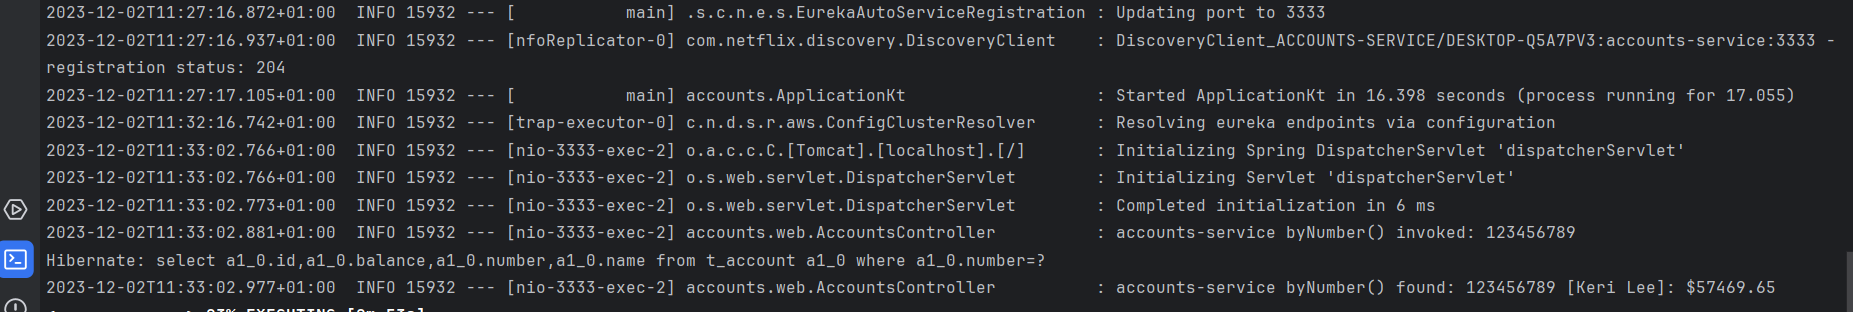 2023-12-02T11:27:16.872+01:00  INFO 15932 --- [           main] .s.c.n.e.s.EurekaAutoServiceRegistration : Updating port to 3333
2023-12-02T11:27:16.937+01:00  INFO 15932 --- [nfoReplicator-0] com.netflix.discovery.DiscoveryClient    : DiscoveryClient_ACCOUNTS-SERVICE/DESKTOP-Q5A7PV3:accounts-service:3333 -
registration status: 204
2023-12-02T11:27:17.105+01:00  INFO 15932 --- [           main] accounts.ApplicationKt                   : Started ApplicationKt in 16.398 seconds (process running for 17.055)
2023-12-02T11:32:16.742+01:00  INFO 15932 --- [trap-executor-0] c.n.d.s.r.aws.ConfigClusterResolver      : Resolving eureka endpoints via configuration
2023-12-02T11:33:02.766+01:00  INFO 15932 --- [nio-3333-exec-2] o.a.c.c.C.[Tomcat].[localhost].[/]       : Initializing Spring DispatcherServlet 'dispatcherServlet'
2023-12-02T11:33:02.766+01:00  INFO 15932 --- [nio-3333-exec-2] o.s.web.servlet.DispatcherServlet        : Initializing Servlet 'dispatcherServlet'
2023-12-02T11:33:02.773+01:00  INFO 15932 --- [nio-3333-exec-2] o.s.web.servlet.DispatcherServlet        : Completed initialization in 6 ms
2023-12-02T11:33:02.881+01:00  INFO 15932 --- [nio-3333-exec-2] accounts.web.AccountsController          : accounts-service byNumber() invoked: 123456789
Hibernate: select a1_0.id,a1_0.balance,a1_0.number,a1_0.name from t_account a1_0 where a1_0.number=?
2023-12-02T11:33:02.977+01:00  INFO 15932 --- [nio-3333-exec-2] accounts.web.AccountsController          : accounts-service byNumber() found: 123456789 [Keri Lee]: $57469.65
EXECUTING